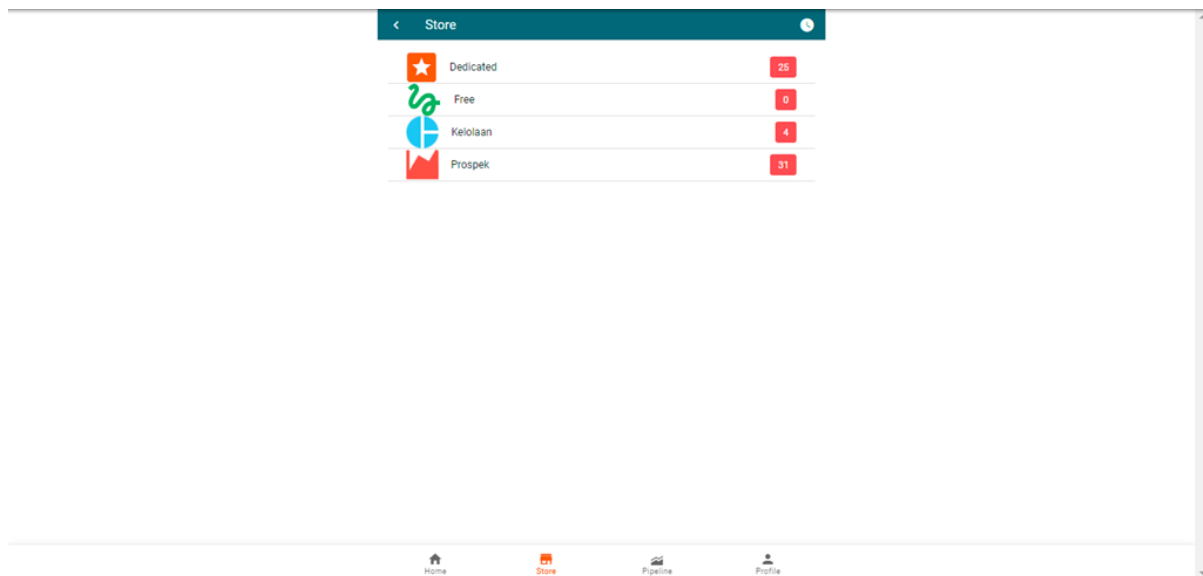 Store
Dedicated 25
Free 0
Kelolaan 4
Prospek 31
Home Store Pipeline Profile